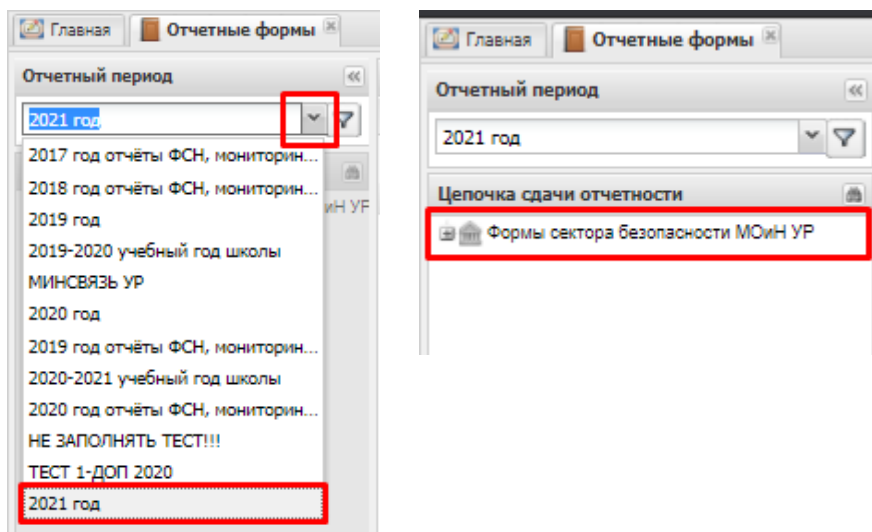 Главная
Отчетные формы
Отчетный период
2021 год
2017 год отчёты ФСН, мониторин...
2018 год отчёты ФСН, мониторин...
2019 год
2019-2020 учебный год школы
МИНСВЯЗЬ УР
2020 год
2019 год отчёты ФСН, мониторин...
2020-2021 учебный год школы
2020 год отчёты ФСН, мониторин...
НЕ ЗАПОЛНЯТЬ ТЕСТ!!!
ТЕСТ 1-ДОП 2020
2021 год
иН УР
Главная
Отчетные формы
Отчетный период
2021 год
Цепочка сдачи отчетности
Формы сектора безопасности МОиН УР